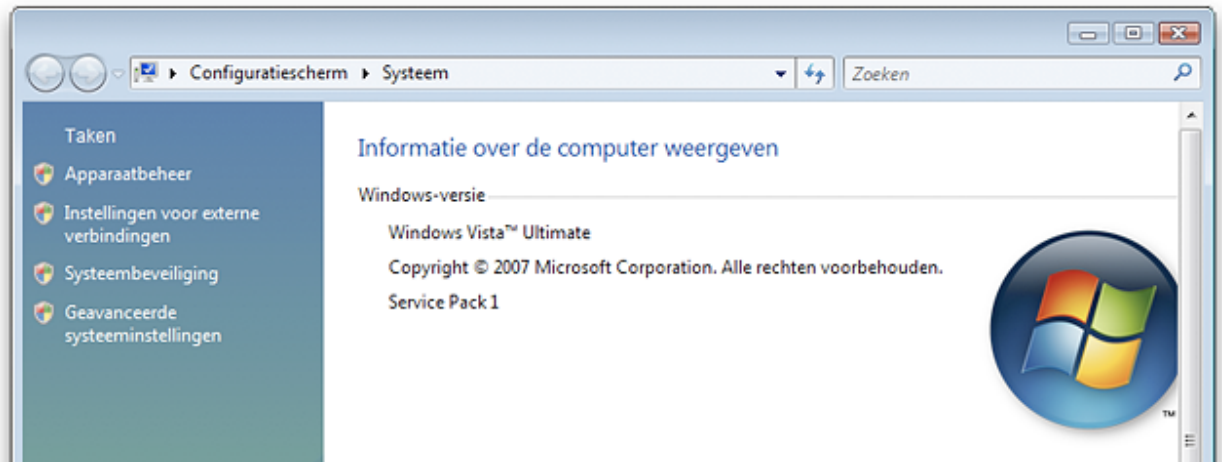 Configuratiescherm ▸ Systeem
Zoeken
Taken
Apparaatbeheer
Instellingen voor externe
verbindingen
Systeembeveiliging
Geavanceerde
systeeminstellingen
Informatie over de computer weergeven
Windows-versie
Windows Vista™ Ultimate
Copyright © 2007 Microsoft Corporation. Alle rechten voorbehouden.
Service Pack 1
TM